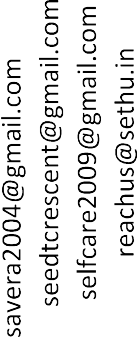 savera2004@gmail.com
seedtcrescent@gmail.com
selfcare2009@gmail.com
reachus@sethu.in